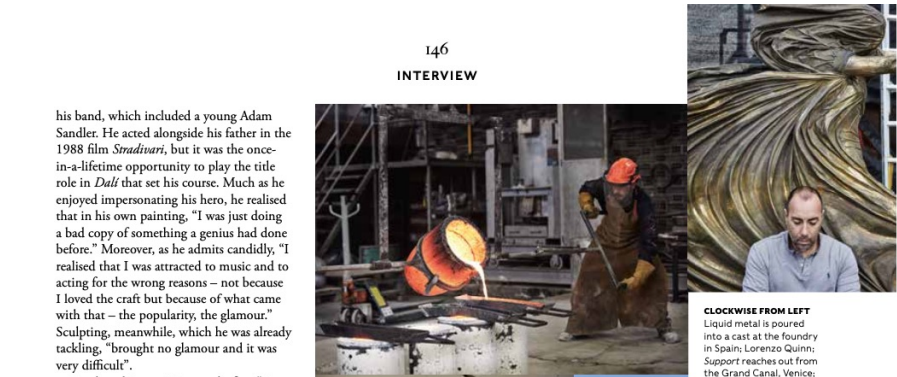 146
INTERVIEW
his band, which included a young Adam
Sandler. He acted alongside his father in the
1988 film Stradivari, but it was the once-
in-a-lifetime opportunity to play the title
role in Dalí that set his course. Much as he
enjoyed impersonating his hero, he realised
that in his own painting, “I was just doing
a bad copy of something a genius had done
before.” Moreover, as he admits candidly, “I
realised that I was attracted to music and to
acting for the wrong reasons – not because
I loved the craft but because of what came
with that – the popularity, the glamour.”
Sculpting, meanwhile, which he was already
tackling, “brought no glamour and it was
very difficult”.
CLOCKWISE FROM LEFT
Liquid metal is poured
into a cast at the foundry
in Spain; Lorenzo Quinn;
Support reaches out from
the Grand Canal, Venice;